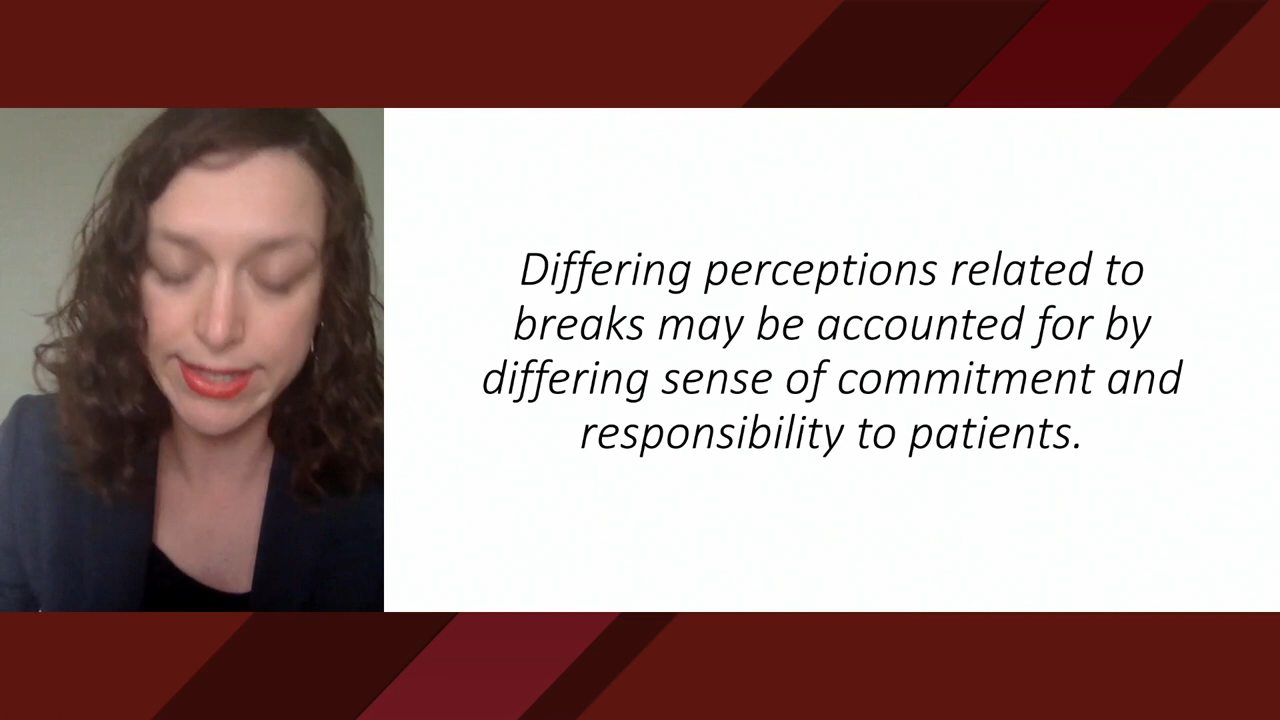 Differing perceptions related to
breaks may be accounted for by
differing sense of commitment and
responsibility to patients.